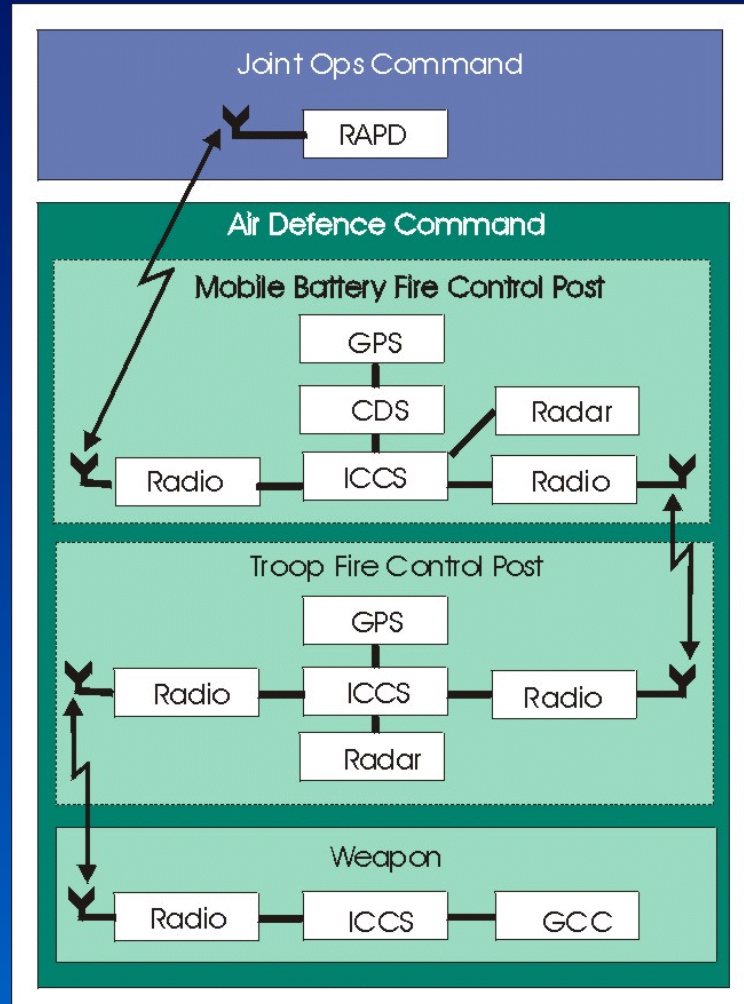 Joint Ops Command
RAPD
Air Defence Command
Mobile Battery Fire Control Post
GPS
CDS
Radar
Radio
ICCS
Radio
Troop Fire Control Post
GPS
Radio
ICCS
Radio
Radar
Weapon
Radio
ICCS
GCC